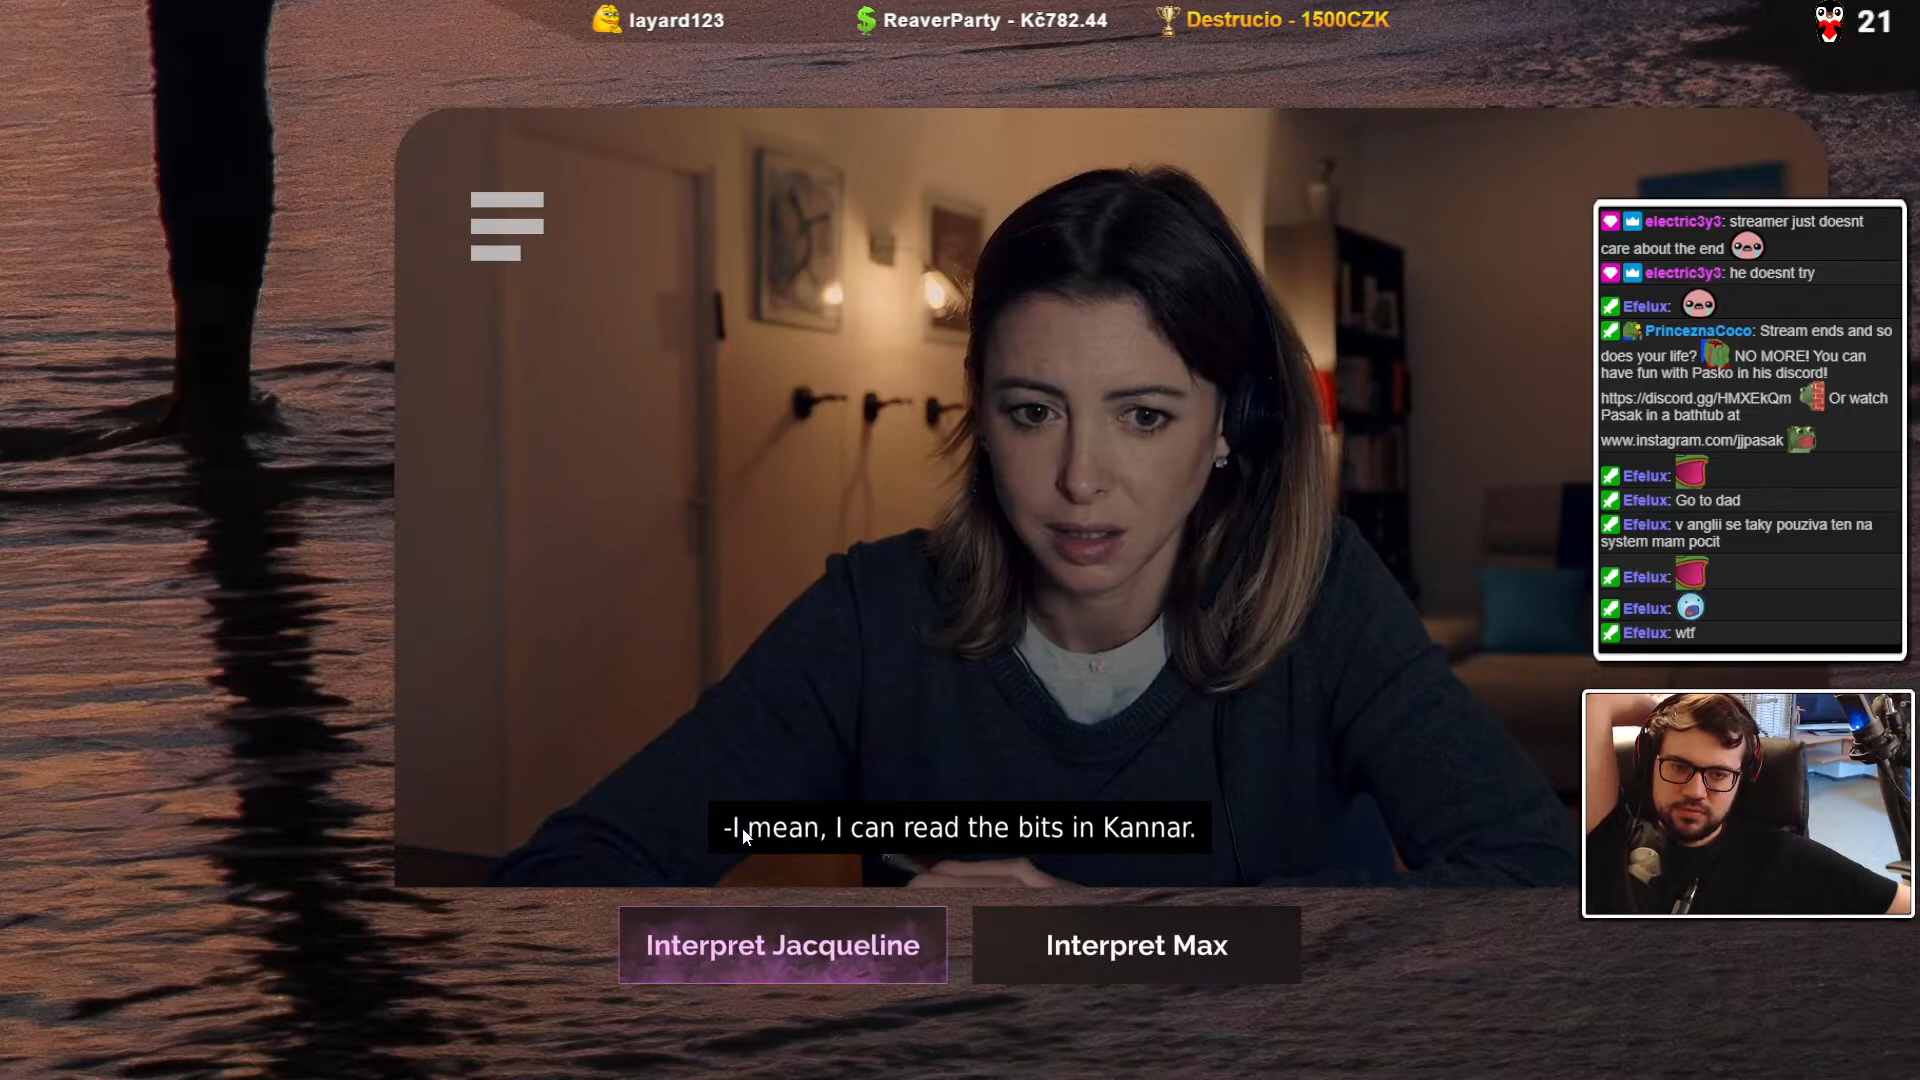 layard123
ReaverParty - Kč782.44
Destrucio - 1500CZK
21
electric3y3: streamer just doesnt
care about the end
electric3y3: he doesnt try
Efelux:
PrinceznaCoco: Stream ends and so
does your life? NO MORE! You can
have fun with Pasko in his discord!
https://discord.gg/HMXEkQm Or watch
Pasak in a bathtub at
www.instagram.com/jjpasak
Efelux:
Efelux: Go to dad
Efelux: v anglii se taky pouziva ten na
system mam pocit
Efelux:
Efelux:
Efelux: wtf
-I mean, I can read the bits in Kannar.
Interpret Jacqueline
Interpret Max